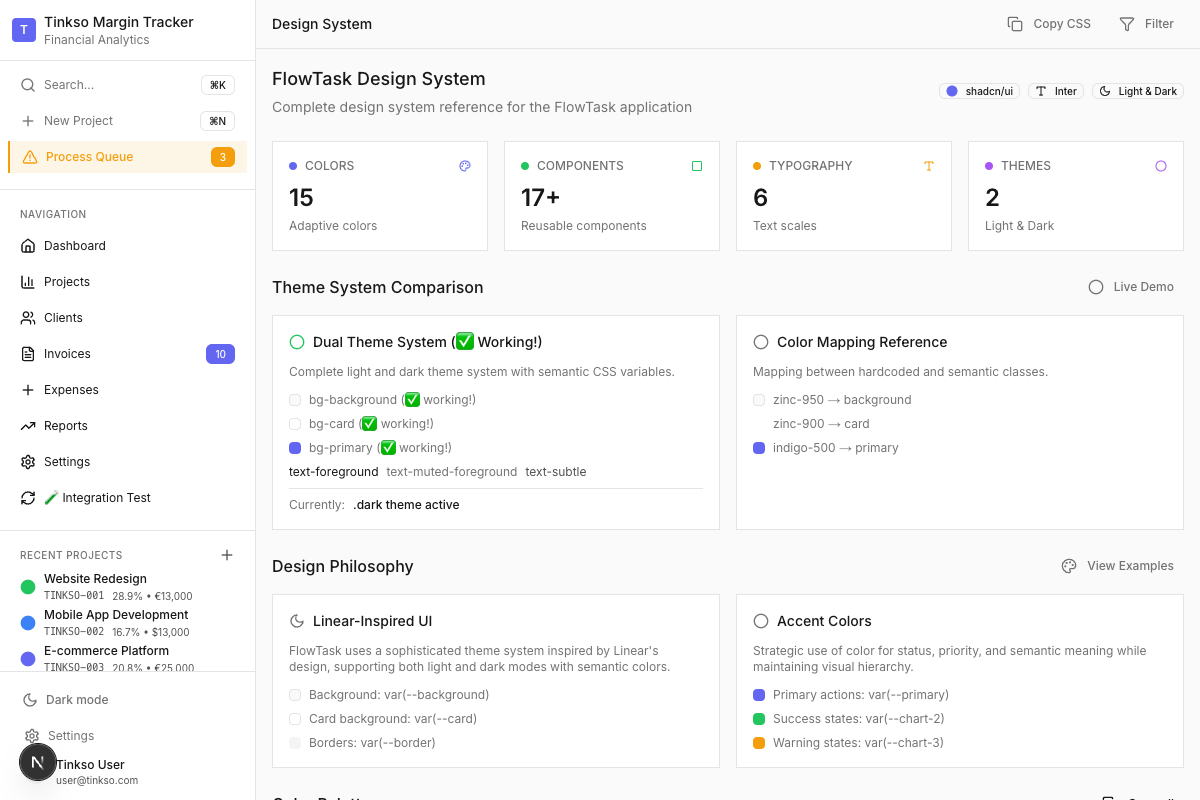 T
Tinkso Margin Tracker
Financial Analytics
Search...
⌘K
New Project
⌘N
Process Queue
3
NAVIGATION
Dashboard
Projects
Clients
Invoices
10
Expenses
Reports
Settings
🧪 Integration Test
RECENT PROJECTS
Website Redesign
TINKSO-001 28.9% • €13,000
Mobile App Development
TINKSO-002 16.7% • $13,000
E-commerce Platform
TINKSO-003 20.8% • €25,000
Dark mode
Settings
N
Tinkso User
user@tinkso.com
Design System
Copy CSS
Filter
FlowTask Design System
Complete design system reference for the FlowTask application
shadcn/ui
Inter
Light & Dark
COLORS
15
Adaptive colors
COMPONENTS
17+
Reusable components
TYPOGRAPHY
6
Text scales
THEMES
2
Light & Dark
Theme System Comparison
Live Demo
Dual Theme System (✅ Working!)
Complete light and dark theme system with semantic CSS variables.
bg-background (✅ working!)
bg-card (✅ working!)
bg-primary (✅ working!)
text-foreground text-muted-foreground text-subtle
Currently: .dark theme active
Color Mapping Reference
Mapping between hardcoded and semantic classes.
zinc-950 → background
zinc-900 → card
indigo-500 → primary
Design Philosophy
View Examples
Linear-Inspired UI
FlowTask uses a sophisticated theme system inspired by Linear's
design, supporting both light and dark modes with semantic colors.
Background: var(--background)
Card background: var(--card)
Borders: var(--border)
Accent Colors
Strategic use of color for status, priority, and semantic meaning while
maintaining visual hierarchy.
Primary actions: var(--primary)
Success states: var(--chart-2)
Warning states: var(--chart-3)